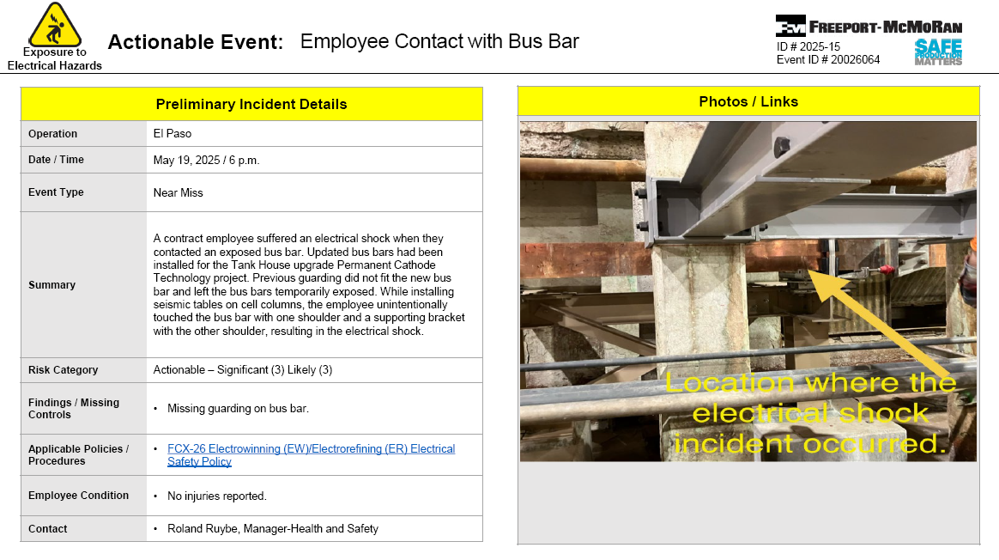 Exposure to
Electrical Hazards
Actionable Event: Employee Contact with Bus Bar
FREEPORT-MCMORAN
ID # 2025-15
Event ID # 20026064
SAFE
PRODUCTION
MATTERS
Preliminary Incident Details
Operation
El Paso
Date / Time
May 19, 2025 / 6 p.m.
Event Type
Near Miss
Summary
A contract employee suffered an electrical shock when they
contacted an exposed bus bar. Updated bus bars had been
installed for the Tank House upgrade Permanent Cathode
Technology project. Previous guarding did not fit the new bus
bar and left the bus bars temporarily exposed. While installing
seismic tables on cell columns, the employee unintentionally
touched the bus bar with one shoulder and a supporting bracket
with the other shoulder, resulting in the electrical shock.
Risk Category
Actionable – Significant (3) Likely (3)
Findings / Missing
Controls
• Missing guarding on bus bar.
Applicable Policies /
Procedures
• FCX-26 Electrowinning (EW)/Electrorefining (ER) Electrical
Safety Policy
Employee Condition
• No injuries reported.
Contact
• Roland Ruybe, Manager-Health and Safety
Photos / Links
Location where the
electrical shock
incident occurred.